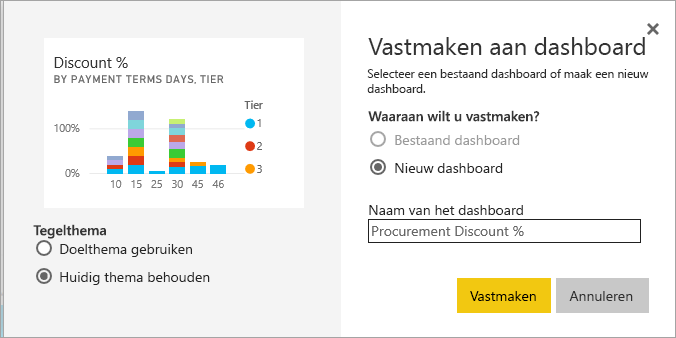 Discount %
BY PAYMENT TERMS DAYS, TIER
Tier
100%
1
2
0%
3
10 15 25 30 45 46
Tegelthema
Doelthema gebruiken
Huidig thema behouden
Vastmaken aan dashboard
Selecteer een bestaand dashboard of maak een nieuw
dashboard.
Waaraan wilt u vastmaken?
Bestaand dashboard
Nieuw dashboard
Naam van het dashboard
Procurement Discount %
Vastmaken Annuleren